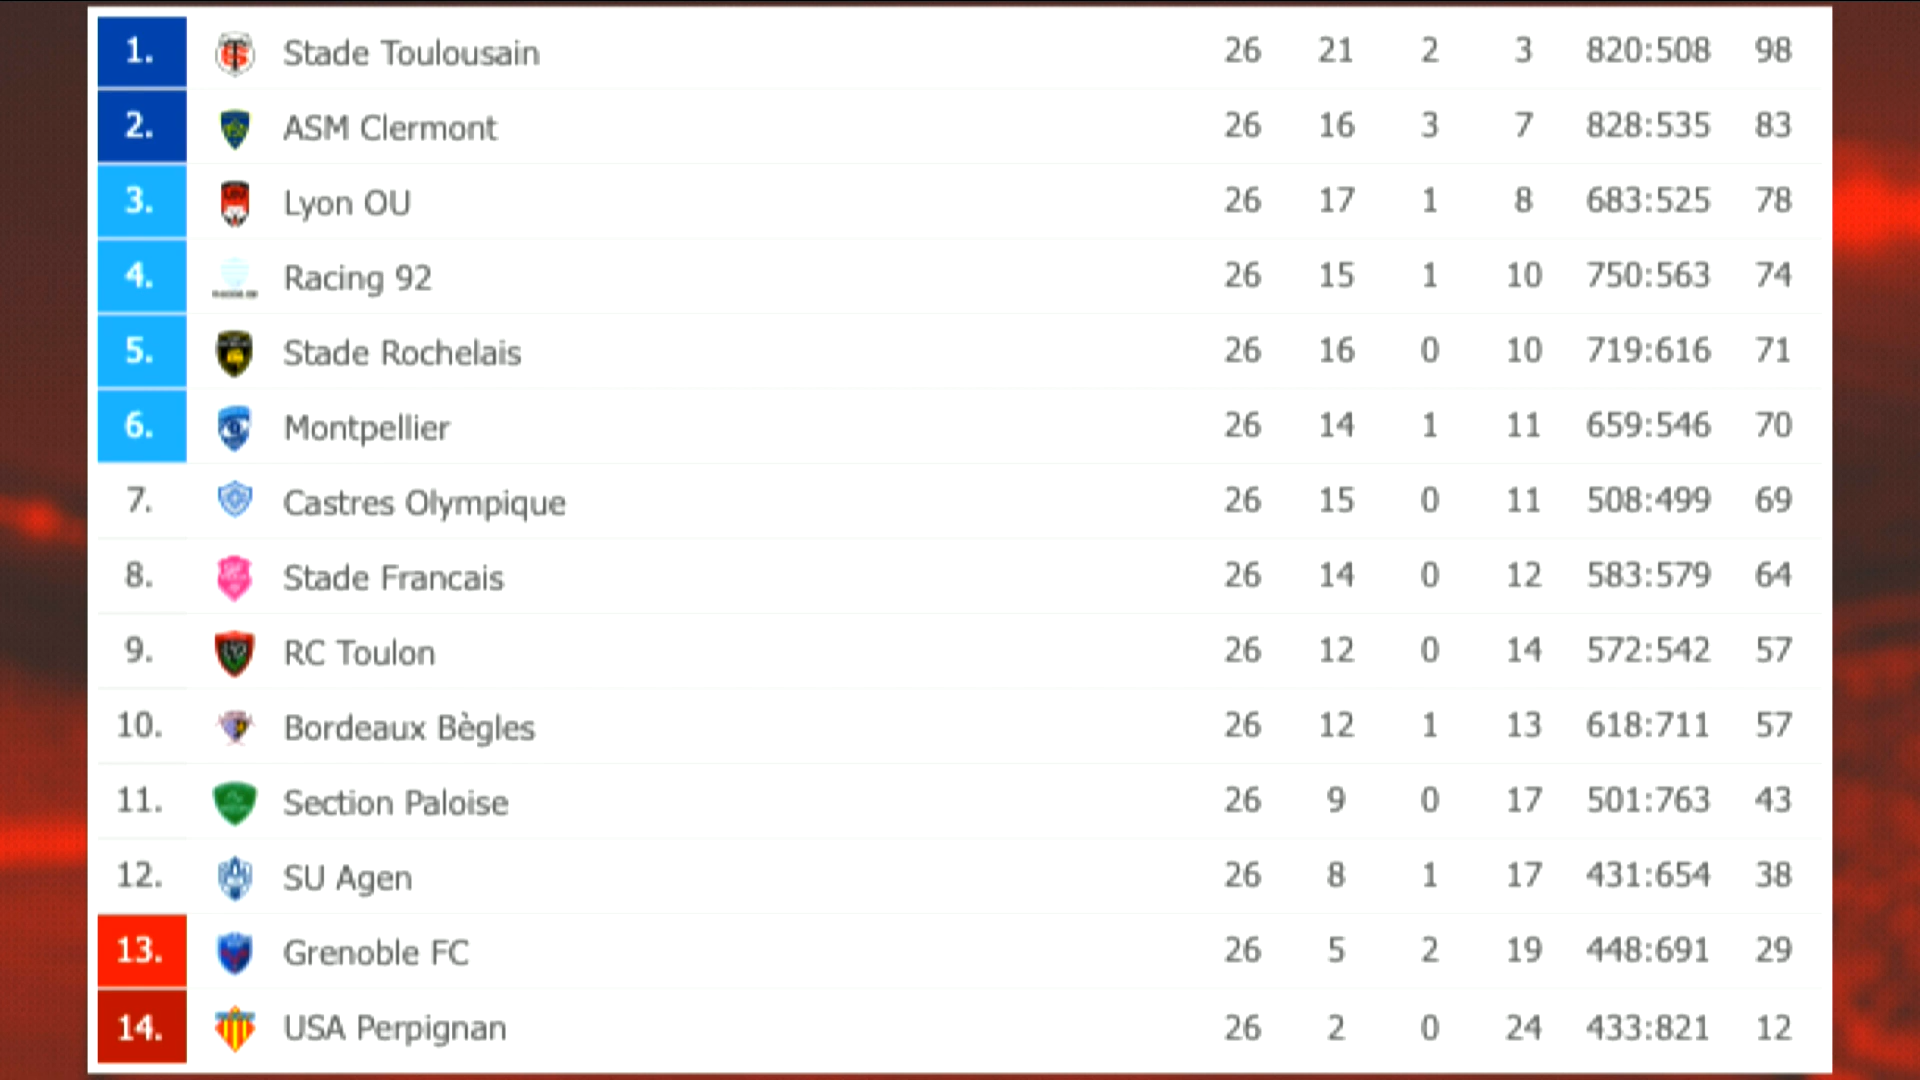 1. Stade Toulousain 26 21 2 3 820:508 98
2. ASM Clermont 26 16 3 7 828:535 83
3. Lyon OU 26 17 1 8 683:525 78
4. Racing 92 26 15 1 10 750:563 74
5. Stade Rochelais 26 16 0 10 719:616 71
6. Montpellier 26 14 1 11 659:546 70
7. Castres Olympique 26 15 0 11 508:499 69
8. Stade Francais 26 14 0 12 583:579 64
9. RC Toulon 26 12 0 14 572:542 57
10. Bordeaux Bègles 26 12 1 13 618:711 57
11. Section Paloise 26 9 0 17 501:763 43
12. SU Agen 26 8 1 17 431:654 38
13. Grenoble FC 26 5 2 19 448:691 29
14. USA Perpignan 26 2 0 24 433:821 12